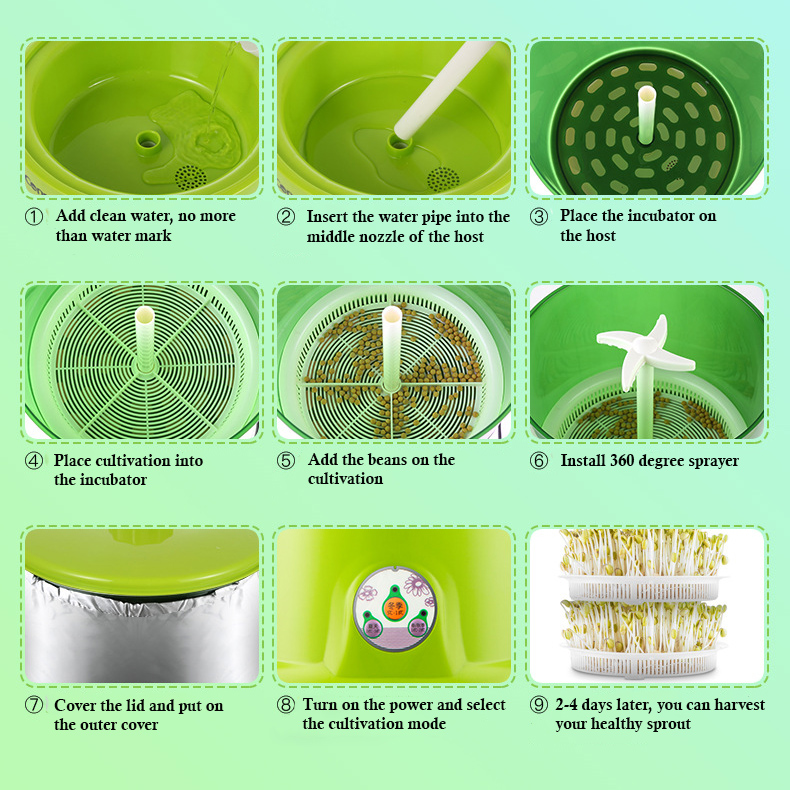 ① Add clean water, no more
than water mark
② Insert the water pipe into the
middle nozzle of the host
③ Place the incubator on
the host
④ Place cultivation into
the incubator
⑤ Add the beans on the
cultivation
⑥ Install 360 degree sprayer
冬季
⑦ Cover the lid and put on
the outer cover
⑧ Turn on the power and select
the cultivation mode
⑨ 2-4 days later, you can harvest
your healthy sprout